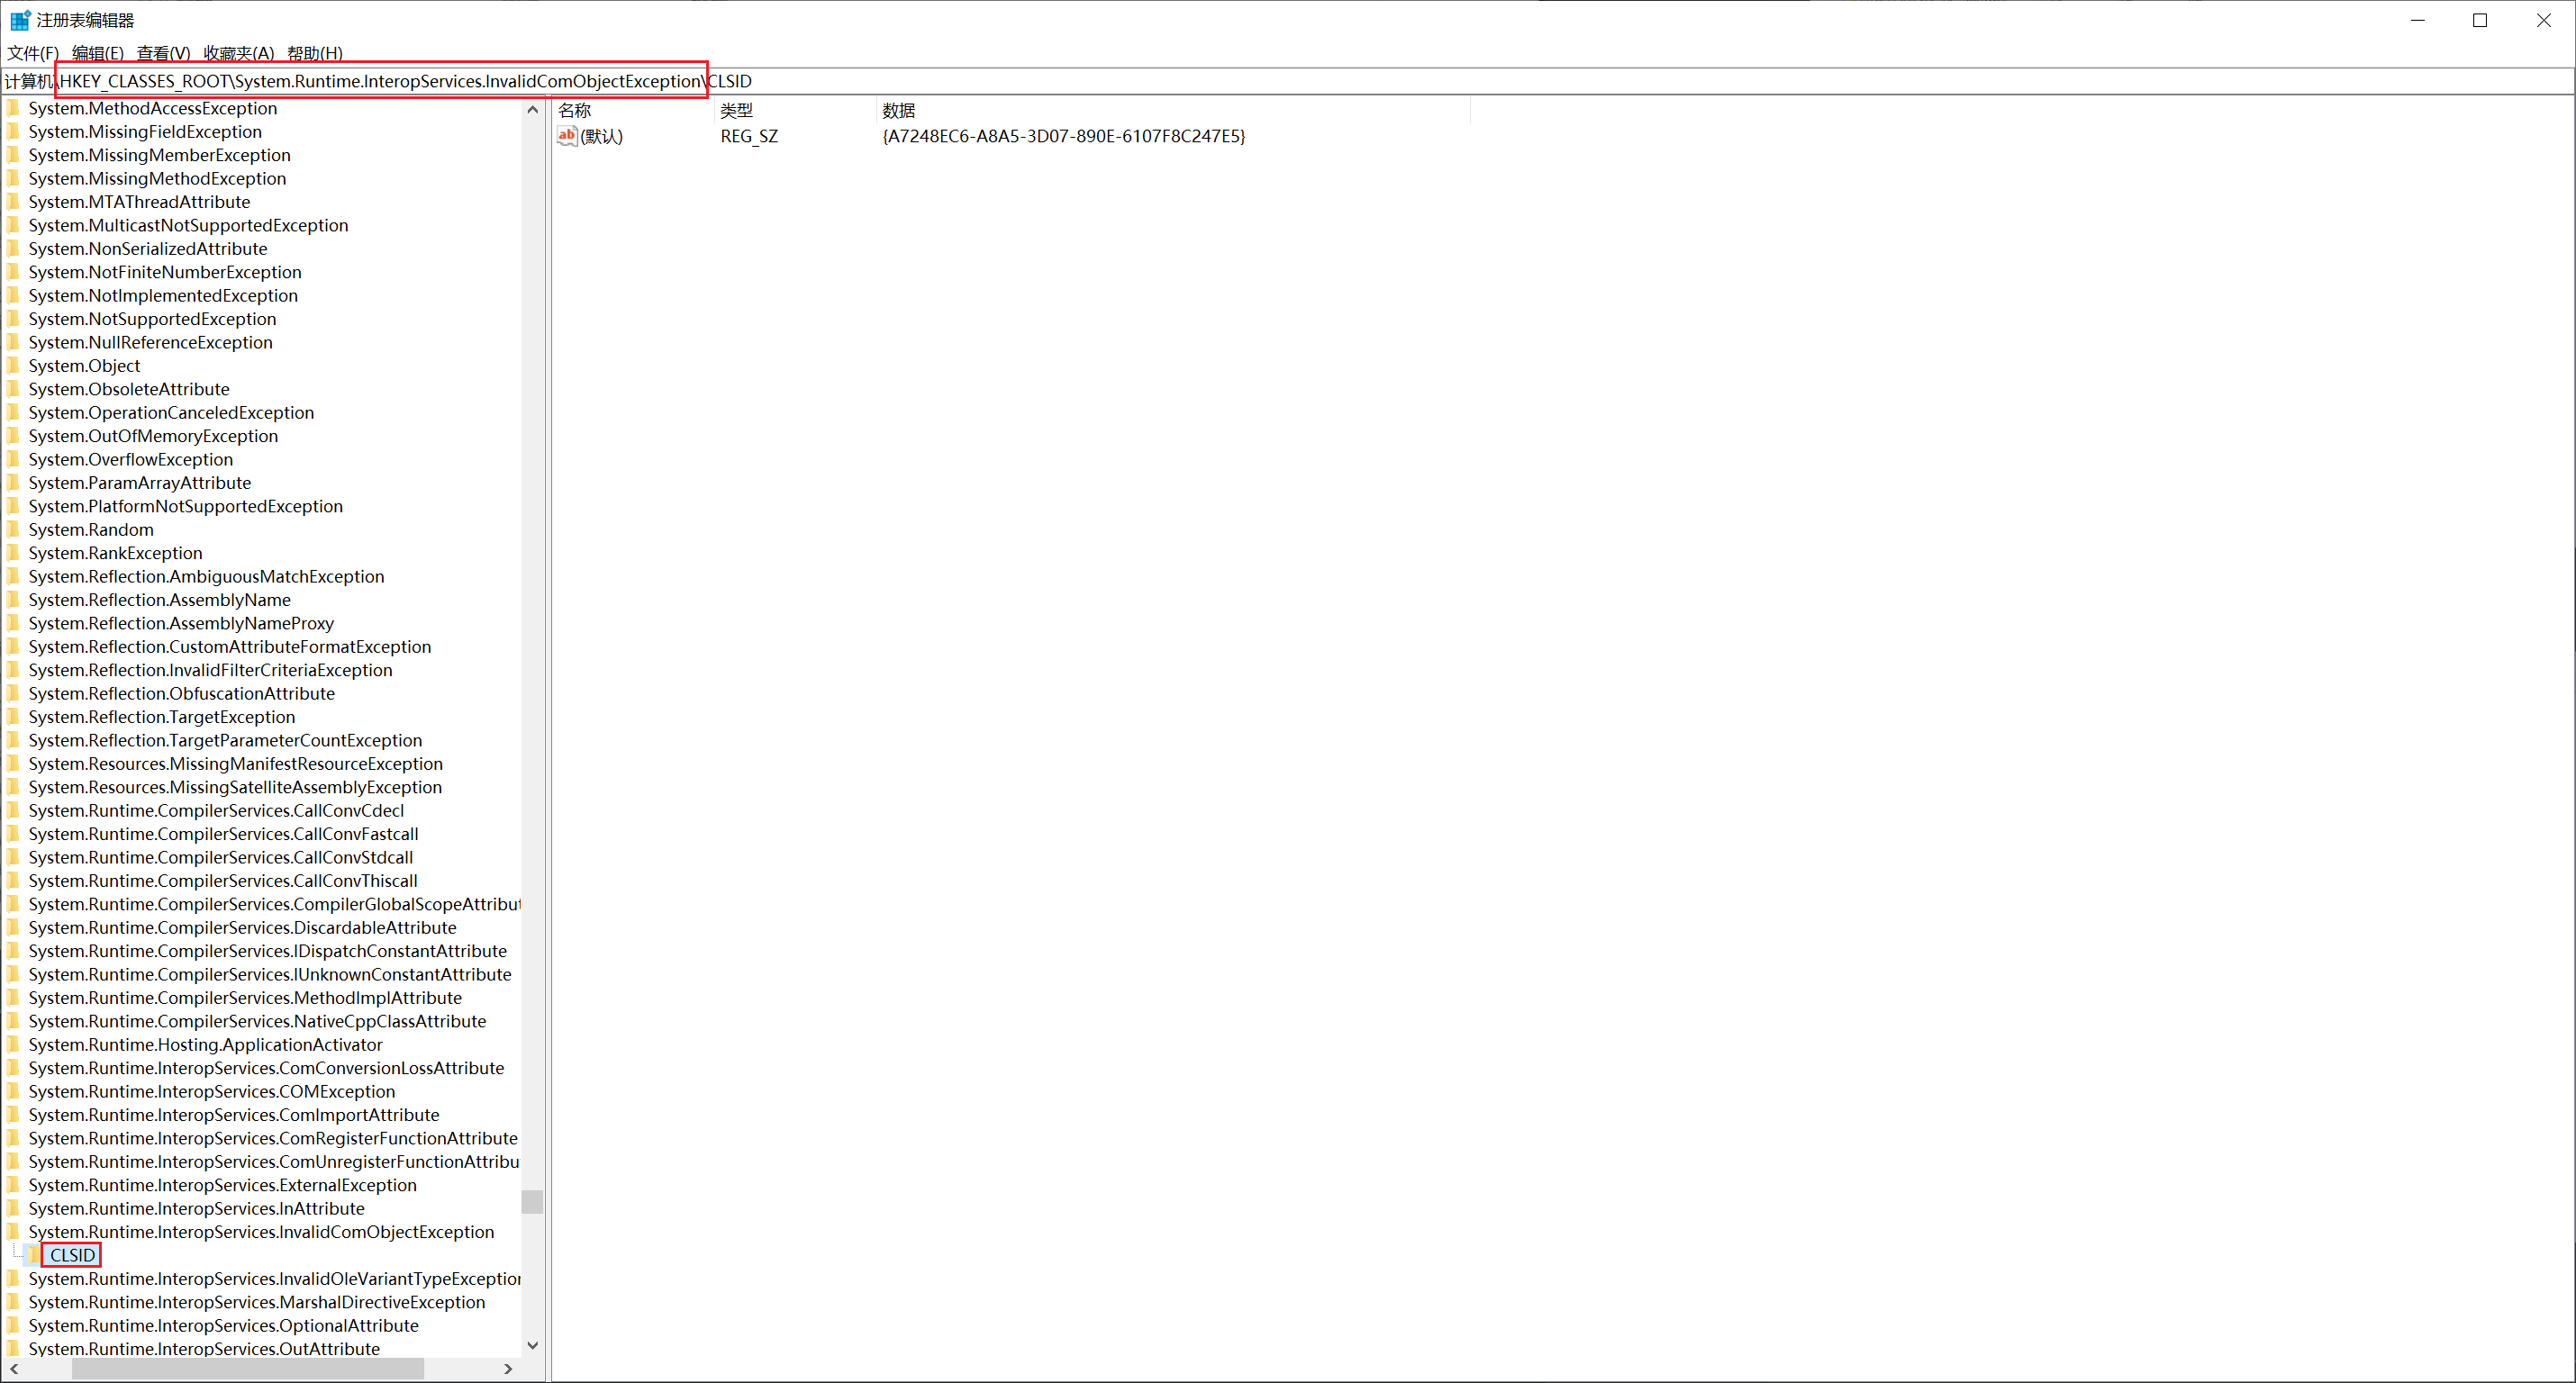 注册表编辑器
文件(F) 编辑(E) 查看(V) 收藏夹(A) 帮助(H)
计算机\HKEY_CLASSES_ROOT\System.Runtime.InteropServices.InvalidComObjectException\CLSID
System.MethodAccessException
System.MissingFieldException
System.MissingMemberException
System.MissingMethodException
System.MTAThreadAttribute
System.MulticastNotSupportedException
System.NonSerializedAttribute
System.NotFiniteNumberException
System.NotImplementedException
System.NotSupportedException
System.NullReferenceException
System.Object
System.ObsoleteAttribute
System.OperationCanceledException
System.OutOfMemoryException
System.OverflowException
System.ParamArrayAttribute
System.PlatformNotSupportedException
System.Random
System.RankException
System.Reflection.AmbiguousMatchException
System.Reflection.AssemblyName
System.Reflection.AssemblyNameProxy
System.Reflection.CustomAttributeFormatException
System.Reflection.InvalidFilterCriteriaException
System.Reflection.ObfuscationAttribute
System.Reflection.TargetException
System.Reflection.TargetParameterCountException
System.Resources.MissingManifestResourceException
System.Resources.MissingSatelliteAssemblyException
System.Runtime.CompilerServices.CallConvCdecl
System.Runtime.CompilerServices.CallConvFastcall
System.Runtime.CompilerServices.CallConvStdcall
System.Runtime.CompilerServices.CallConvThiscall
System.Runtime.CompilerServices.CompilerGlobalScopeAttribut
System.Runtime.CompilerServices.DiscardableAttribute
System.Runtime.CompilerServices.IDispatchConstantAttribute
System.Runtime.CompilerServices.IUnknownConstantAttribute
System.Runtime.CompilerServices.MethodImplAttribute
System.Runtime.CompilerServices.NativeCppClassAttribute
System.Runtime.Hosting.ApplicationActivator
System.Runtime.InteropServices.ComConversionLossAttribute
System.Runtime.InteropServices.COMException
System.Runtime.InteropServices.ComImportAttribute
System.Runtime.InteropServices.ComRegisterFunctionAttribute
System.Runtime.InteropServices.ComUnregisterFunctionAttribu
System.Runtime.InteropServices.ExternalException
System.Runtime.InteropServices.InAttribute
System.Runtime.InteropServices.InvalidComObjectException
CLSID
System.Runtime.InteropServices.InvalidOleVariantTypeException
System.Runtime.InteropServices.MarshalDirectiveException
System.Runtime.InteropServices.OptionalAttribute
System.Runtime.InteropServices.OutAttribute
名称 类型 数据
ab (默认) REG_SZ {A7248EC6-A8A5-3D07-890E-6107F8C247E5}